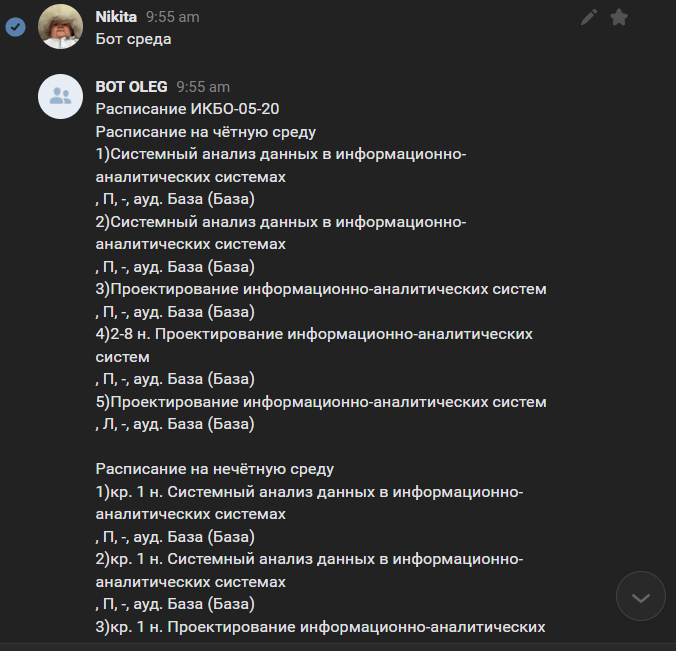 Nikita 9:55 am
Бот среда
BOT OLEG 9:55 am
Расписание ИКБО-05-20
Расписание на чётную среду
1)Системный анализ данных в информационно-
аналитических системах
, П, -, ауд. База (База)
2)Системный анализ данных в информационно-
аналитических системах
, П, -, ауд. База (База)
3)Проектирование информационно-аналитических систем
, П, -, ауд. База (База)
4)2-8 н. Проектирование информационно-аналитических
систем
, П, -, ауд. База (База)
5)Проектирование информационно-аналитических систем
, Л, -, ауд. База (База)
Расписание на нечётную среду
1)кр. 1 н. Системный анализ данных в информационно-
аналитических системах
, П, -, ауд. База (База)
2)кр. 1 н. Системный анализ данных в информационно-
аналитических системах
, П, -, ауд. База (База)
3)кр. 1 н. Проектирование информационно-аналитических